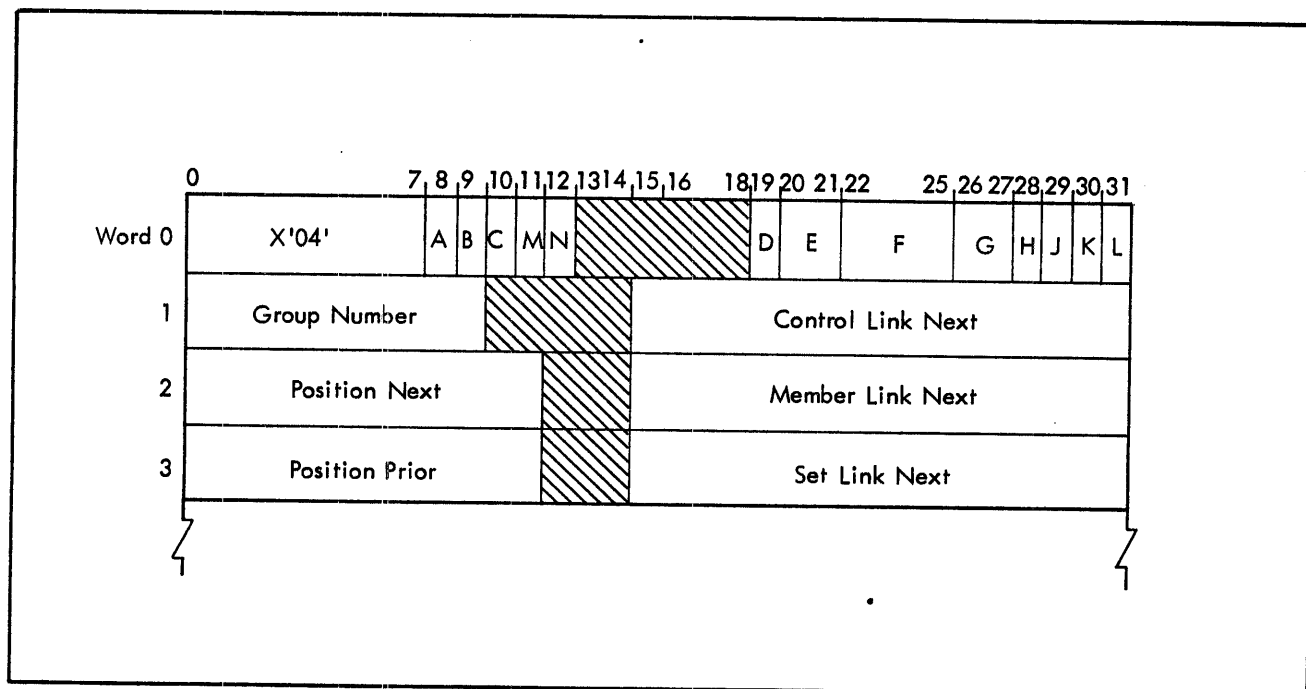 0 7 8 9 10 11 12 13 14 15 16 18 19 20 21 22 25 26 27 28 29 30 31
Word 0 X'04' A B C M N D E F G H J K L
1 Group Number Control Link Next
2 Position Next Member Link Next
3 Position Prior Set Link Next